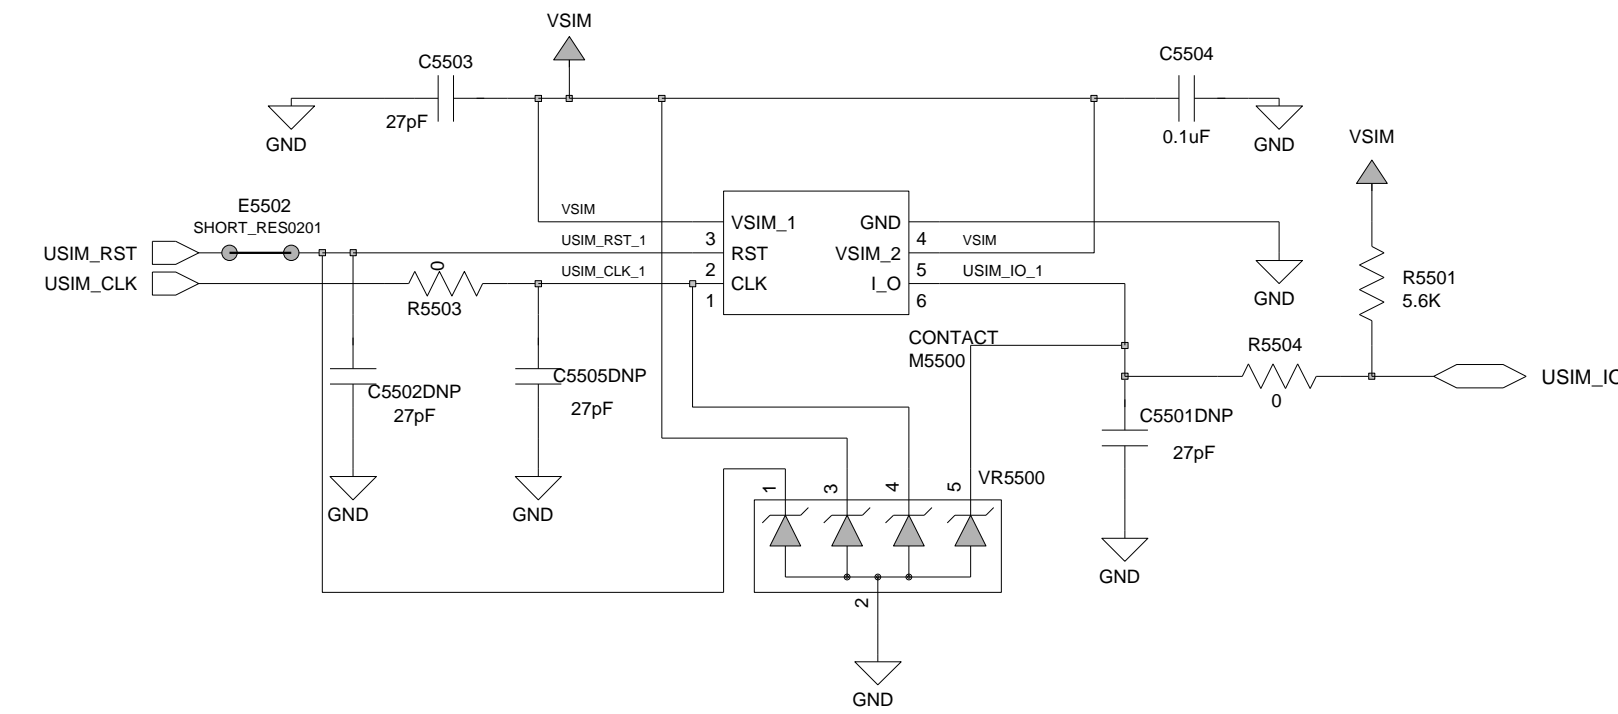 VSIM
C5503
C5504
27pF
0.1uF
GND
GND
VSIM
E5502
SHORT_RES0201
VSIM
VSIM_1
GND
USIM_RST
USIM_RST_1
3
RST
VSIM_2
4
VSIM
USIM_CLK
0
USIM_CLK_1
2
CLK
I_O
5
USIM_IO_1
R5501
5.6K
GND
R5503
1
6
CONTACT
M5500
R5504
0
USIM_IO
C5502DNP
27pF
C5505DNP
27pF
C5501DNP
27pF
1
3
4
5
VR5500
GND
GND
GND
2
GND